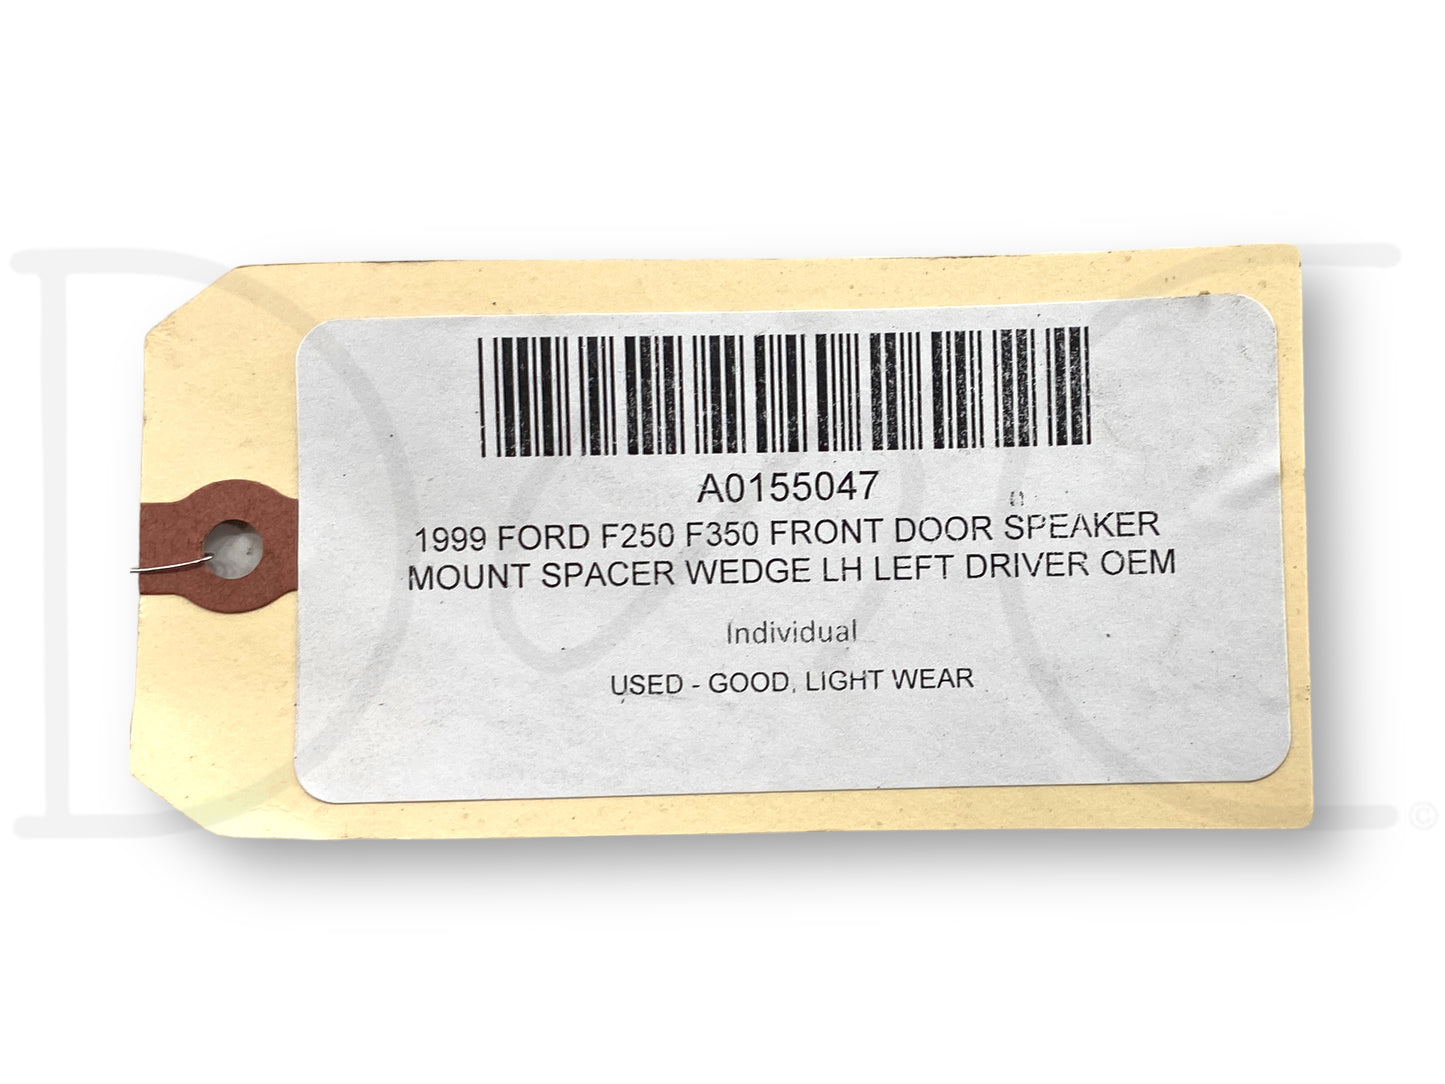 A0155047
1999 FORD F250 F350 FRONT DOOR SPEAKER
MOUNT SPACER WEDGE LH LEFT DRIVER OEM
Individual
USED - GOOD, LIGHT WEAR
©